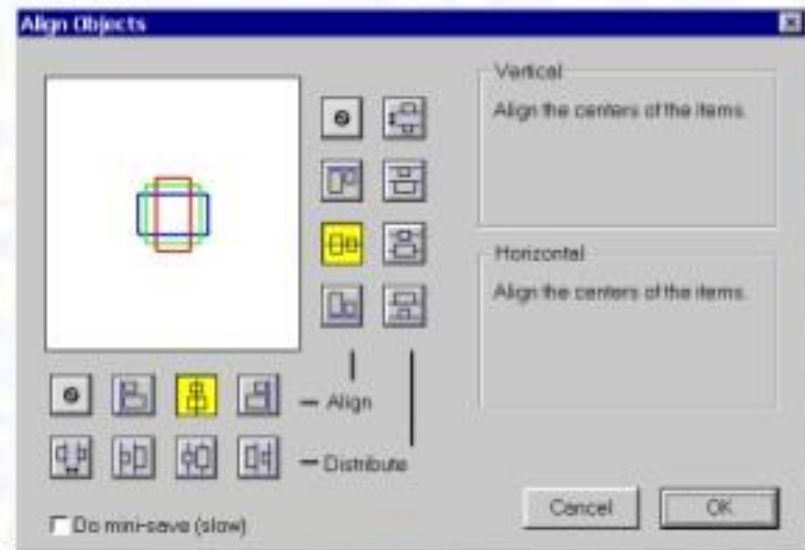 Align Objects
Vertical
Align the centers of the items.
Horizontal
Align the centers of the items.
Align
Distribute
Do mini-save (slow)
Cancel
OK